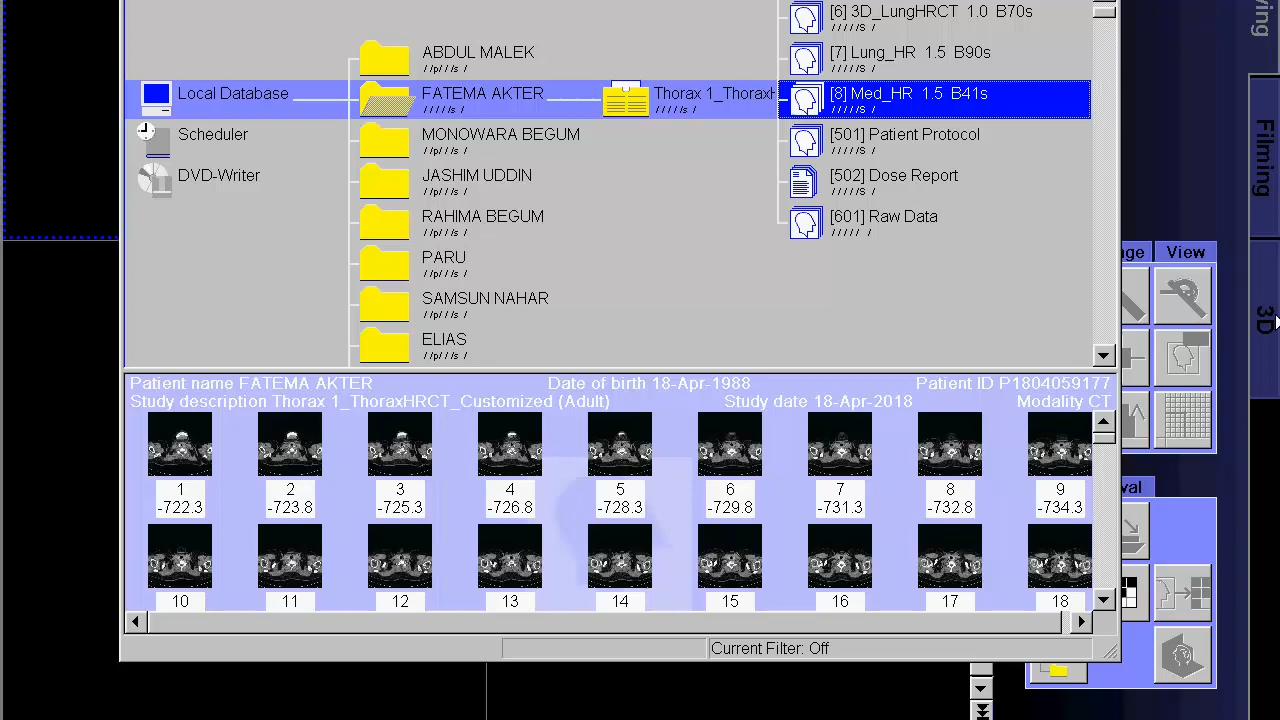 [6] 3D_LungHRCT 1.0 B70s
/ / / / /S /
ABDUL MALEK
/ // /s /
[7] Lung_HR 1.5 B90s
/ / / / /S /
Local Database
FATEMA AKTER
/ // /s /
Thorax 1_ThoraxH
/ / / / /s /
[8] Med_HR 1.5 B41s
/ / / / /S /
Scheduler
MONOWARA BEGUM
/ // /s /
[501] Patient Protocol
/ / / / /S /
DVD-Writer
JASHIM UDDIN
/ // /s /
[502] Dose Report
/ / / / /S /
RAHIMA BEGUM
/ // /s /
[601] Raw Data
/ / / / / /
PARU
/ /p/ / /s /
SAMSUN NAHAR
/ /p/ / /s /
ELIAS
/ /p/ / /s /
Filming
3D
View
Patient name FATEMA AKTER Date of birth 18-Apr-1988 Patient ID P1804059177
Study description Thorax 1_ThoraxHRCT_Customized (Adult) Study date 18-Apr-2018 Modality CT
1 2 3 4 5 6 7 8 9
-722.3 -723.8 -725.3 -726.8 -728.3 -729.8 -731.3 -732.8 -734.3
10 11 12 13 14 15 16 17 18
Current Filter: Off